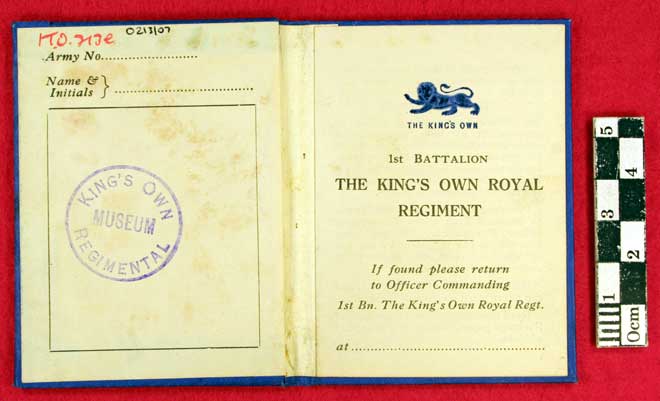 KO.313e
0213/07
Army No.........................
Name &
Initials } ....................................
KING'S OWN
MUSEUM
REGIMENTAL
THE KING'S OWN
1st BATTALION
THE KING'S OWN ROYAL
REGIMENT
If found please return
to Officer Commanding
1st Bn. The King's Own Royal Regt.
at ..................................................
5
4
3
2
1
0cm